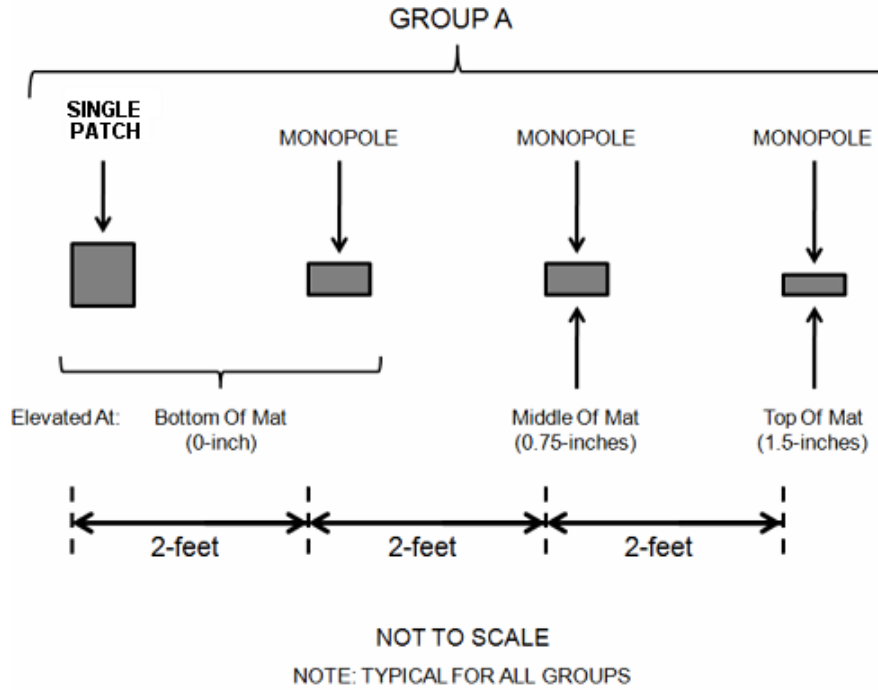 GROUP A
SINGLE
PATCH
MONOPOLE
MONOPOLE
MONOPOLE
Elevated At:
Bottom Of Mat
(0-inch)
Middle Of Mat
(0.75-inches)
Top Of Mat
(1.5-inches)
2-feet
2-feet
2-feet
NOT TO SCALE
NOTE: TYPICAL FOR ALL GROUPS